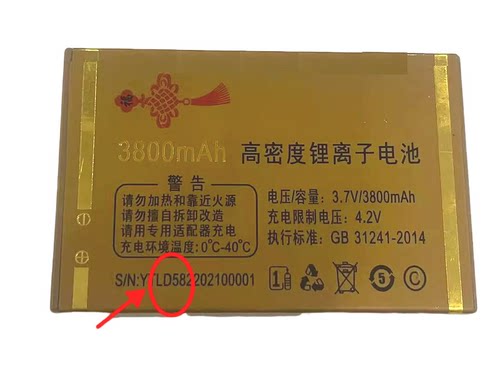 福
3800mAh 高密度锂离子电池
警告
请勿加热和靠近火源
请勿擅自拆卸改造
请用专用适配器充电
充电环境温度:0℃-40℃
电压/容量: 3.7V/3800mAh
充电限制电压: 4.2V
执行标准: GB 31241-2014
S/N:YTLD582202100001
1
5
C